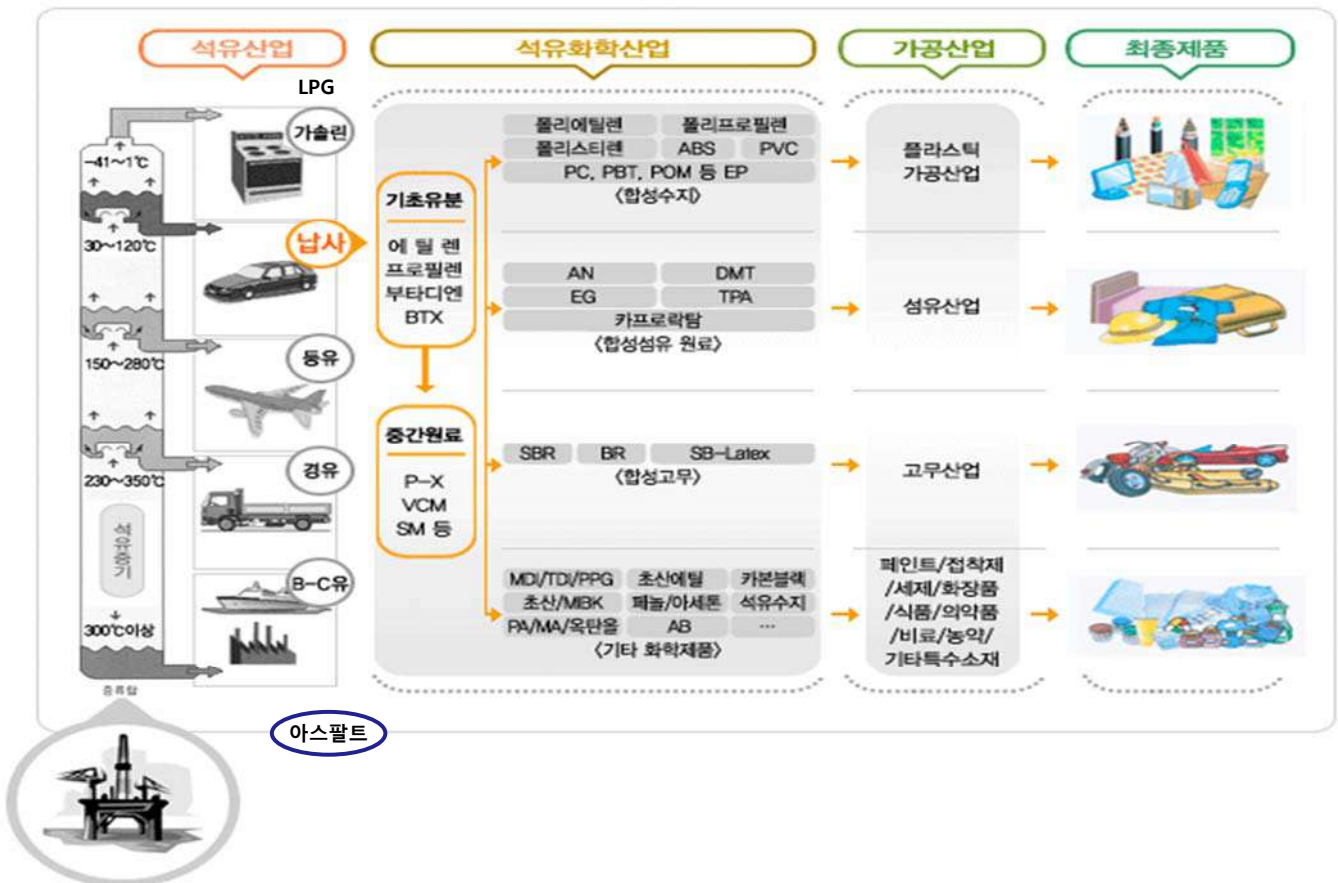 석유산업
석유화학산업
가공산업
최종제품
LPG
가솔린
-41~1℃
납사
30~120℃
등유
150~280℃
경유
230~350℃
석유증기
B-C유
300℃이상
증류탑
아스팔트
기초유분
에 틸 렌
프로필렌
부타디엔
BTX
중간원료
P-X
VCM
SM 등
폴리에틸렌 폴리프로필렌
폴리스티렌 ABS PVC
PC, PBT, POM 등 EP
〈합성수지〉
플라스틱
가공산업
AN DMT
EG TPA
카프로락탐
〈합성섬유 원료〉
섬유산업
SBR BR SB-Latex
〈합성고무〉
고무산업
MDI/TDI/PPG 초산에틸 카본블랙
초산/MIBK 페놀/아세톤 석유수지
PA/MA/옥탄올 AB ...
〈기타 화학제품〉
페인트/접착제
/세제/화장품
/식품/의약품
/비료/농약/
기타특수소재